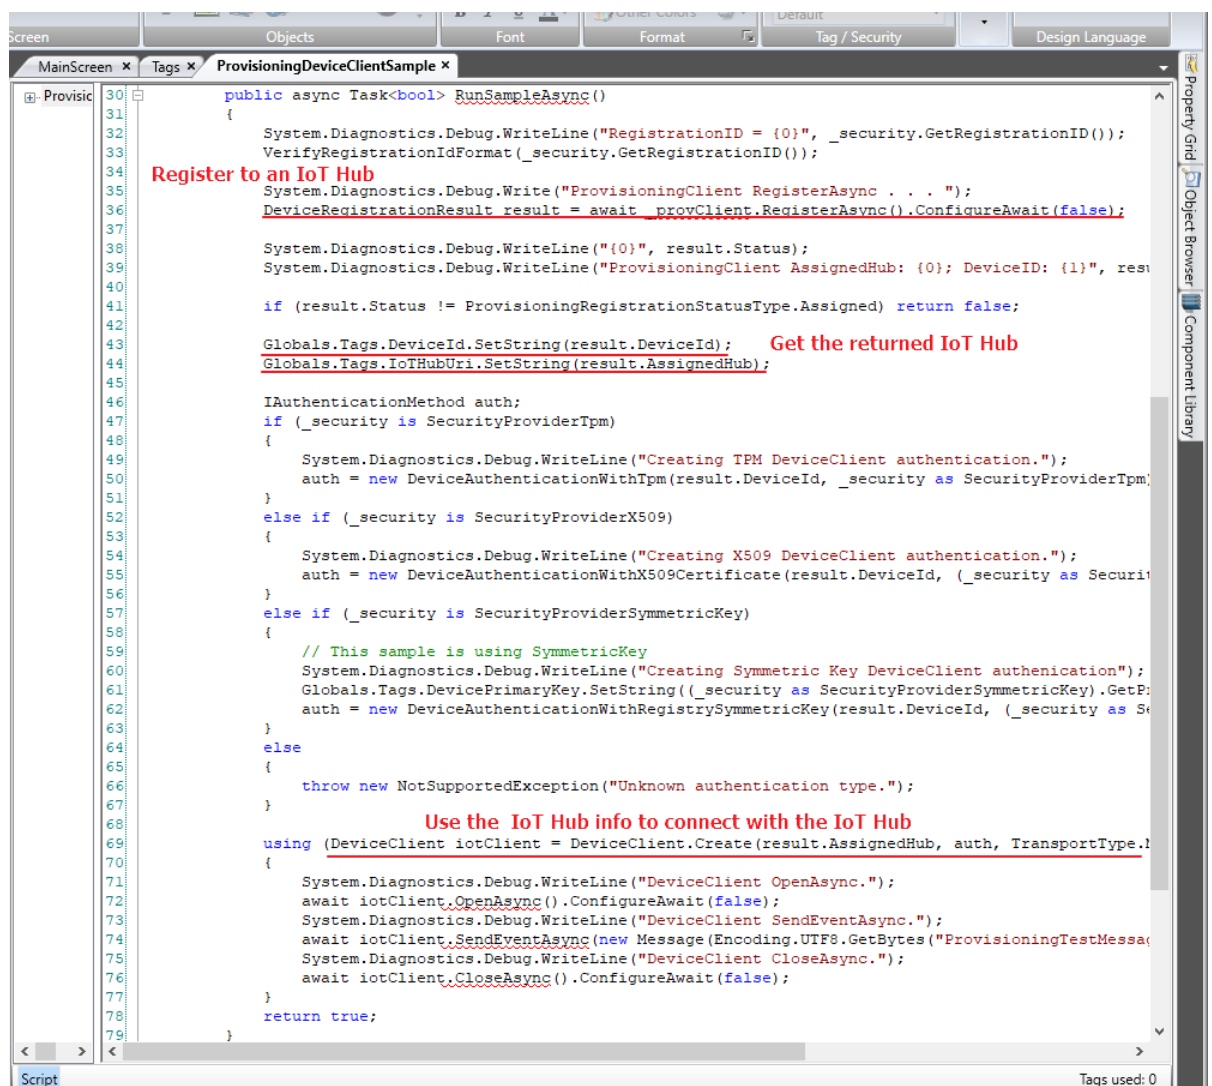 B
Other Colors
Default
Screen
Objects
Font
Format
Tag / Security
Design Language
MainScreen ×
Tags ×
ProvisioningDeviceClientSample ×
Provisic
30 public async Task<bool> RunSampleAsync()
31 {
32 System.Diagnostics.Debug.WriteLine("RegistrationID = {0}", _security.GetRegistrationID());
33 VerifyRegistrationIdFormat(_security.GetRegistrationID());
34
Register to an IoT Hub
35 System.Diagnostics.Debug.Write("ProvisioningClient RegisterAsync . . . ");
36 DeviceRegistrationResult result = await _provClient.RegisterAsync().ConfigureAwait(false);
37
38 System.Diagnostics.Debug.WriteLine("{0}", result.Status);
39 System.Diagnostics.Debug.WriteLine("ProvisioningClient AssignedHub: {0}; DeviceID: {1}", resu
40
41 if (result.Status != ProvisioningRegistrationStatusType.Assigned) return false;
42
43 Globals.Tags.DeviceId.SetString(result.DeviceId); Get the returned IoT Hub
44 Globals.Tags.IoTHubUri.SetString(result.AssignedHub);
45
46 IAuthenticationMethod auth;
47 if (_security is SecurityProviderTpm)
48 {
49 System.Diagnostics.Debug.WriteLine("Creating TPM DeviceClient authentication.");
50 auth = new DeviceAuthenticationWithTpm(result.DeviceId, _security as SecurityProviderTpm)
51 }
52 else if (_security is SecurityProviderX509)
53 {
54 System.Diagnostics.Debug.WriteLine("Creating X509 DeviceClient authentication.");
55 auth = new DeviceAuthenticationWithX509Certificate(result.DeviceId, (_security as Securit
56 }
57 else if (_security is SecurityProviderSymmetricKey)
58 {
59 // This sample is using SymmetricKey
60 System.Diagnostics.Debug.WriteLine("Creating Symmetric Key DeviceClient authenication");
61 Globals.Tags.DevicePrimaryKey.SetString((_security as SecurityProviderSymmetricKey).GetP
62 auth = new DeviceAuthenticationWithRegistrySymmetricKey(result.DeviceId, (_security as Se
63 }
64 else
65 {
66 throw new NotSupportedException("Unknown authentication type.");
67 }
68
Use the IoT Hub info to connect with the IoT Hub
69 using (DeviceClient iotClient = DeviceClient.Create(result.AssignedHub, auth, TransportType.M
70 {
71 System.Diagnostics.Debug.WriteLine("DeviceClient OpenAsync.");
72 await iotClient.OpenAsync().ConfigureAwait(false);
73 System.Diagnostics.Debug.WriteLine("DeviceClient SendEventAsync.");
74 await iotClient.SendEventAsync(new Message(Encoding.UTF8.GetBytes("ProvisioningTestMessag
75 System.Diagnostics.Debug.WriteLine("DeviceClient CloseAsync.");
76 await iotClient.CloseAsync().ConfigureAwait(false);
77 }
78 return true;
79 }
Property Grid
Object Browser
Component Library
Script
Tags used: 0